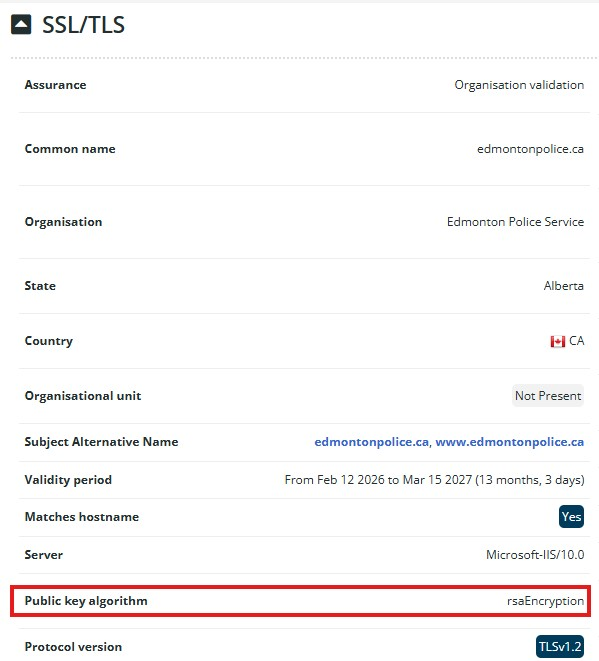 SSL/TLS
Assurance Organisation validation
Common name edmontonpolice.ca
Organisation Edmonton Police Service
State Alberta
Country CA
Organisational unit Not Present
Subject Alternative Name edmontonpolice.ca, www.edmontonpolice.ca
Validity period From Feb 12 2026 to Mar 15 2027 (13 months, 3 days)
Matches hostname Yes
Server Microsoft-IIS/10.0
Public key algorithm rsaEncryption
Protocol version TLSv1.2